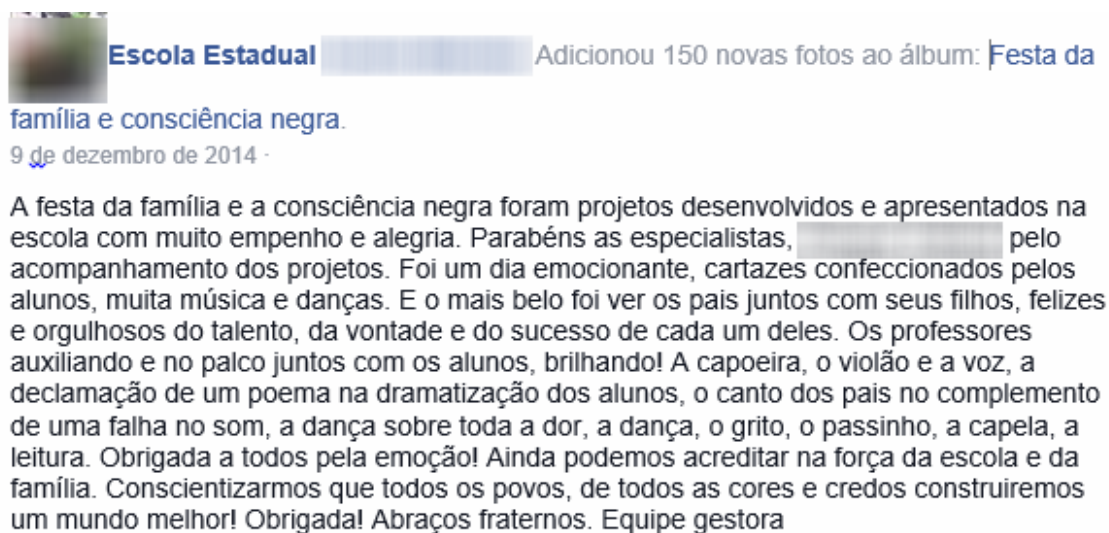 Escola Estadual Adicionou 150 novas fotos ao álbum: Festa da
família e consciência negra.
9 de dezembro de 2014 ·
A festa da família e a consciência negra foram projetos desenvolvidos e apresentados na
escola com muito empenho e alegria. Parabéns as especialistas, pelo
acompanhamento dos projetos. Foi um dia emocionante, cartazes confeccionados pelos
alunos, muita música e danças. E o mais belo foi ver os pais juntos com seus filhos, felizes
e orgulhosos do talento, da vontade e do sucesso de cada um deles. Os professores
auxiliando e no palco juntos com os alunos, brilhando! A capoeira, o violão e a voz, a
declamação de um poema na dramatização dos alunos, o canto dos pais no complemento
de uma falha no som, a dança sobre toda a dor, a dança, o grito, o passinho, a capela, a
leitura. Obrigada a todos pela emoção! Ainda podemos acreditar na força da escola e da
família. Conscientizarmos que todos os povos, de todos as cores e credos construiremos
um mundo melhor! Obrigada! Abraços fraternos. Equipe gestora